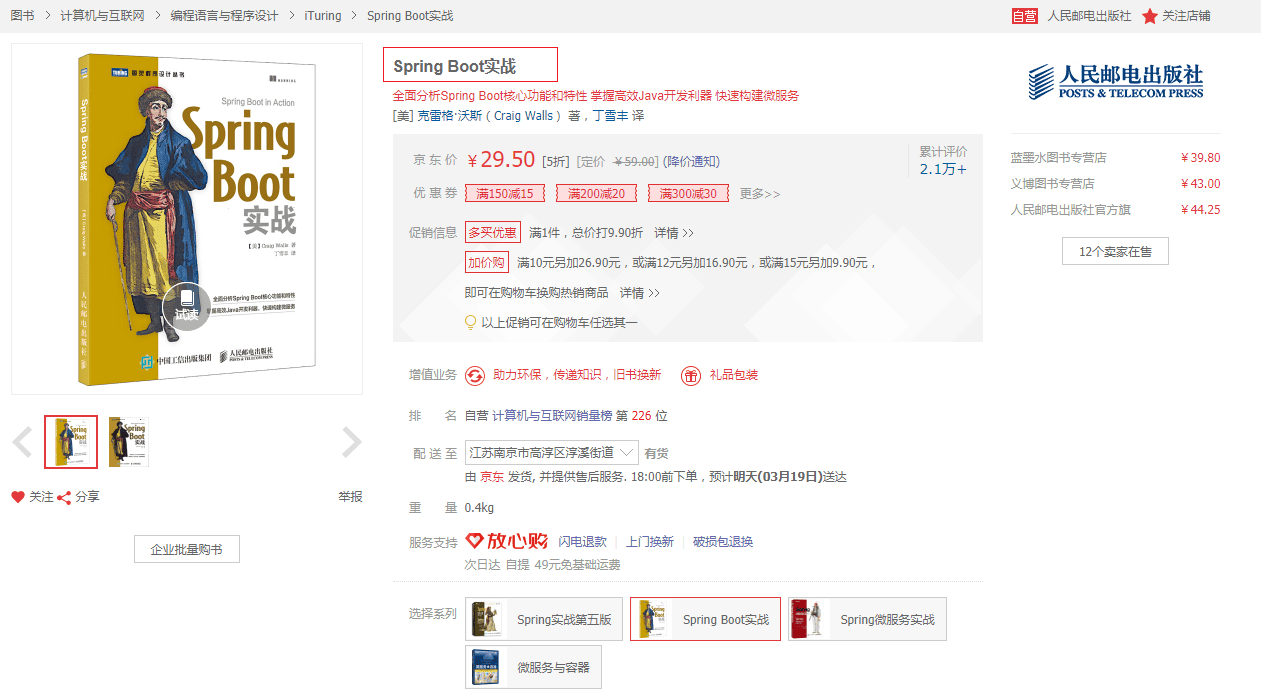 图书 > 计算机与互联网 > 编程语言与程序设计 > iTuring > Spring Boot实战
自营 人民邮电出版社 关注店铺
TURING 图灵程序设计丛书
MANNING
Spring Boot in Action
Spring
Boot
实战
[美] Craig Walls 著
丁雪丰 译
全面分析Spring Boot核心功能和特性
掌握高效Java开发利器，快速构建微服务
试读
中国工信出版集团 人民邮电出版社
POSTS & TELECOM PRESS
Spring Boot实战
人民邮电出版社
关注 分享
举报
企业批量购书
Spring Boot实战
全面分析Spring Boot核心功能和特性 掌握高效Java开发利器 快速构建微服务
[美] 克雷格·沃斯（Craig Walls） 著，丁雪丰 译
京东价 ￥29.50 [5折] [定价 ￥59.00] (降价通知)
累计评价
2.1万+
优惠券 满150减15 满200减20 满300减30 更多>>
促销信息 多买优惠 满1件，总价打9.90折 详情 >>
加价购 满10元另加26.90元，或满12元另加16.90元，或满15元另加9.90元，
即可在购物车换购热销商品 详情 >>
以上促销可在购物车任选其一
增值业务 助力环保，传递知识，旧书换新 礼品包装
排名 自营 计算机与互联网销量榜 第 226 位
配送至 江苏南京市高淳区淳溪街道 有货
由 京东 发货, 并提供售后服务. 18:00前下单，预计明天(03月19日)送达
重量 0.4kg
服务支持 放心购 闪电退款 | 上门换新 | 破损包退换
次日达 自提 49元免基础运费
选择系列 Spring实战第五版 Spring Boot实战 Spring微服务实战
微服务与容器
人民邮电出版社
POSTS & TELECOM PRESS
蓝墨水图书专营店 ￥39.80
义博图书专营店 ￥43.00
人民邮电出版社官方旗 ￥44.25
12个卖家在售